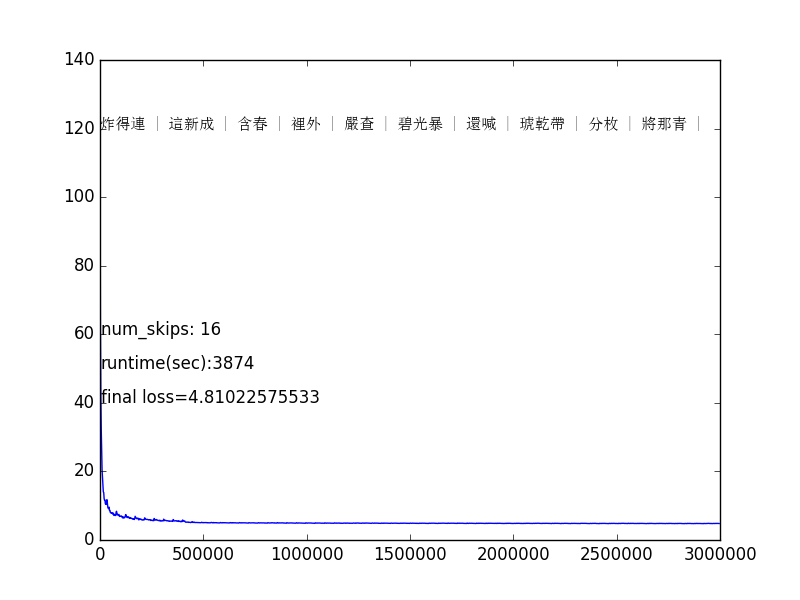 140
炸得連 | 這新成 | 含春 | 裡外 | 嚴查 | 碧光暴 | 還喊 | 琥乾帶 | 分枚 | 將那青 |
120
100
80
60
num_skips: 16
runtime(sec):3874
final loss=4.81022575533
40
20
0
0 500000 1000000 1500000 2000000 2500000 3000000